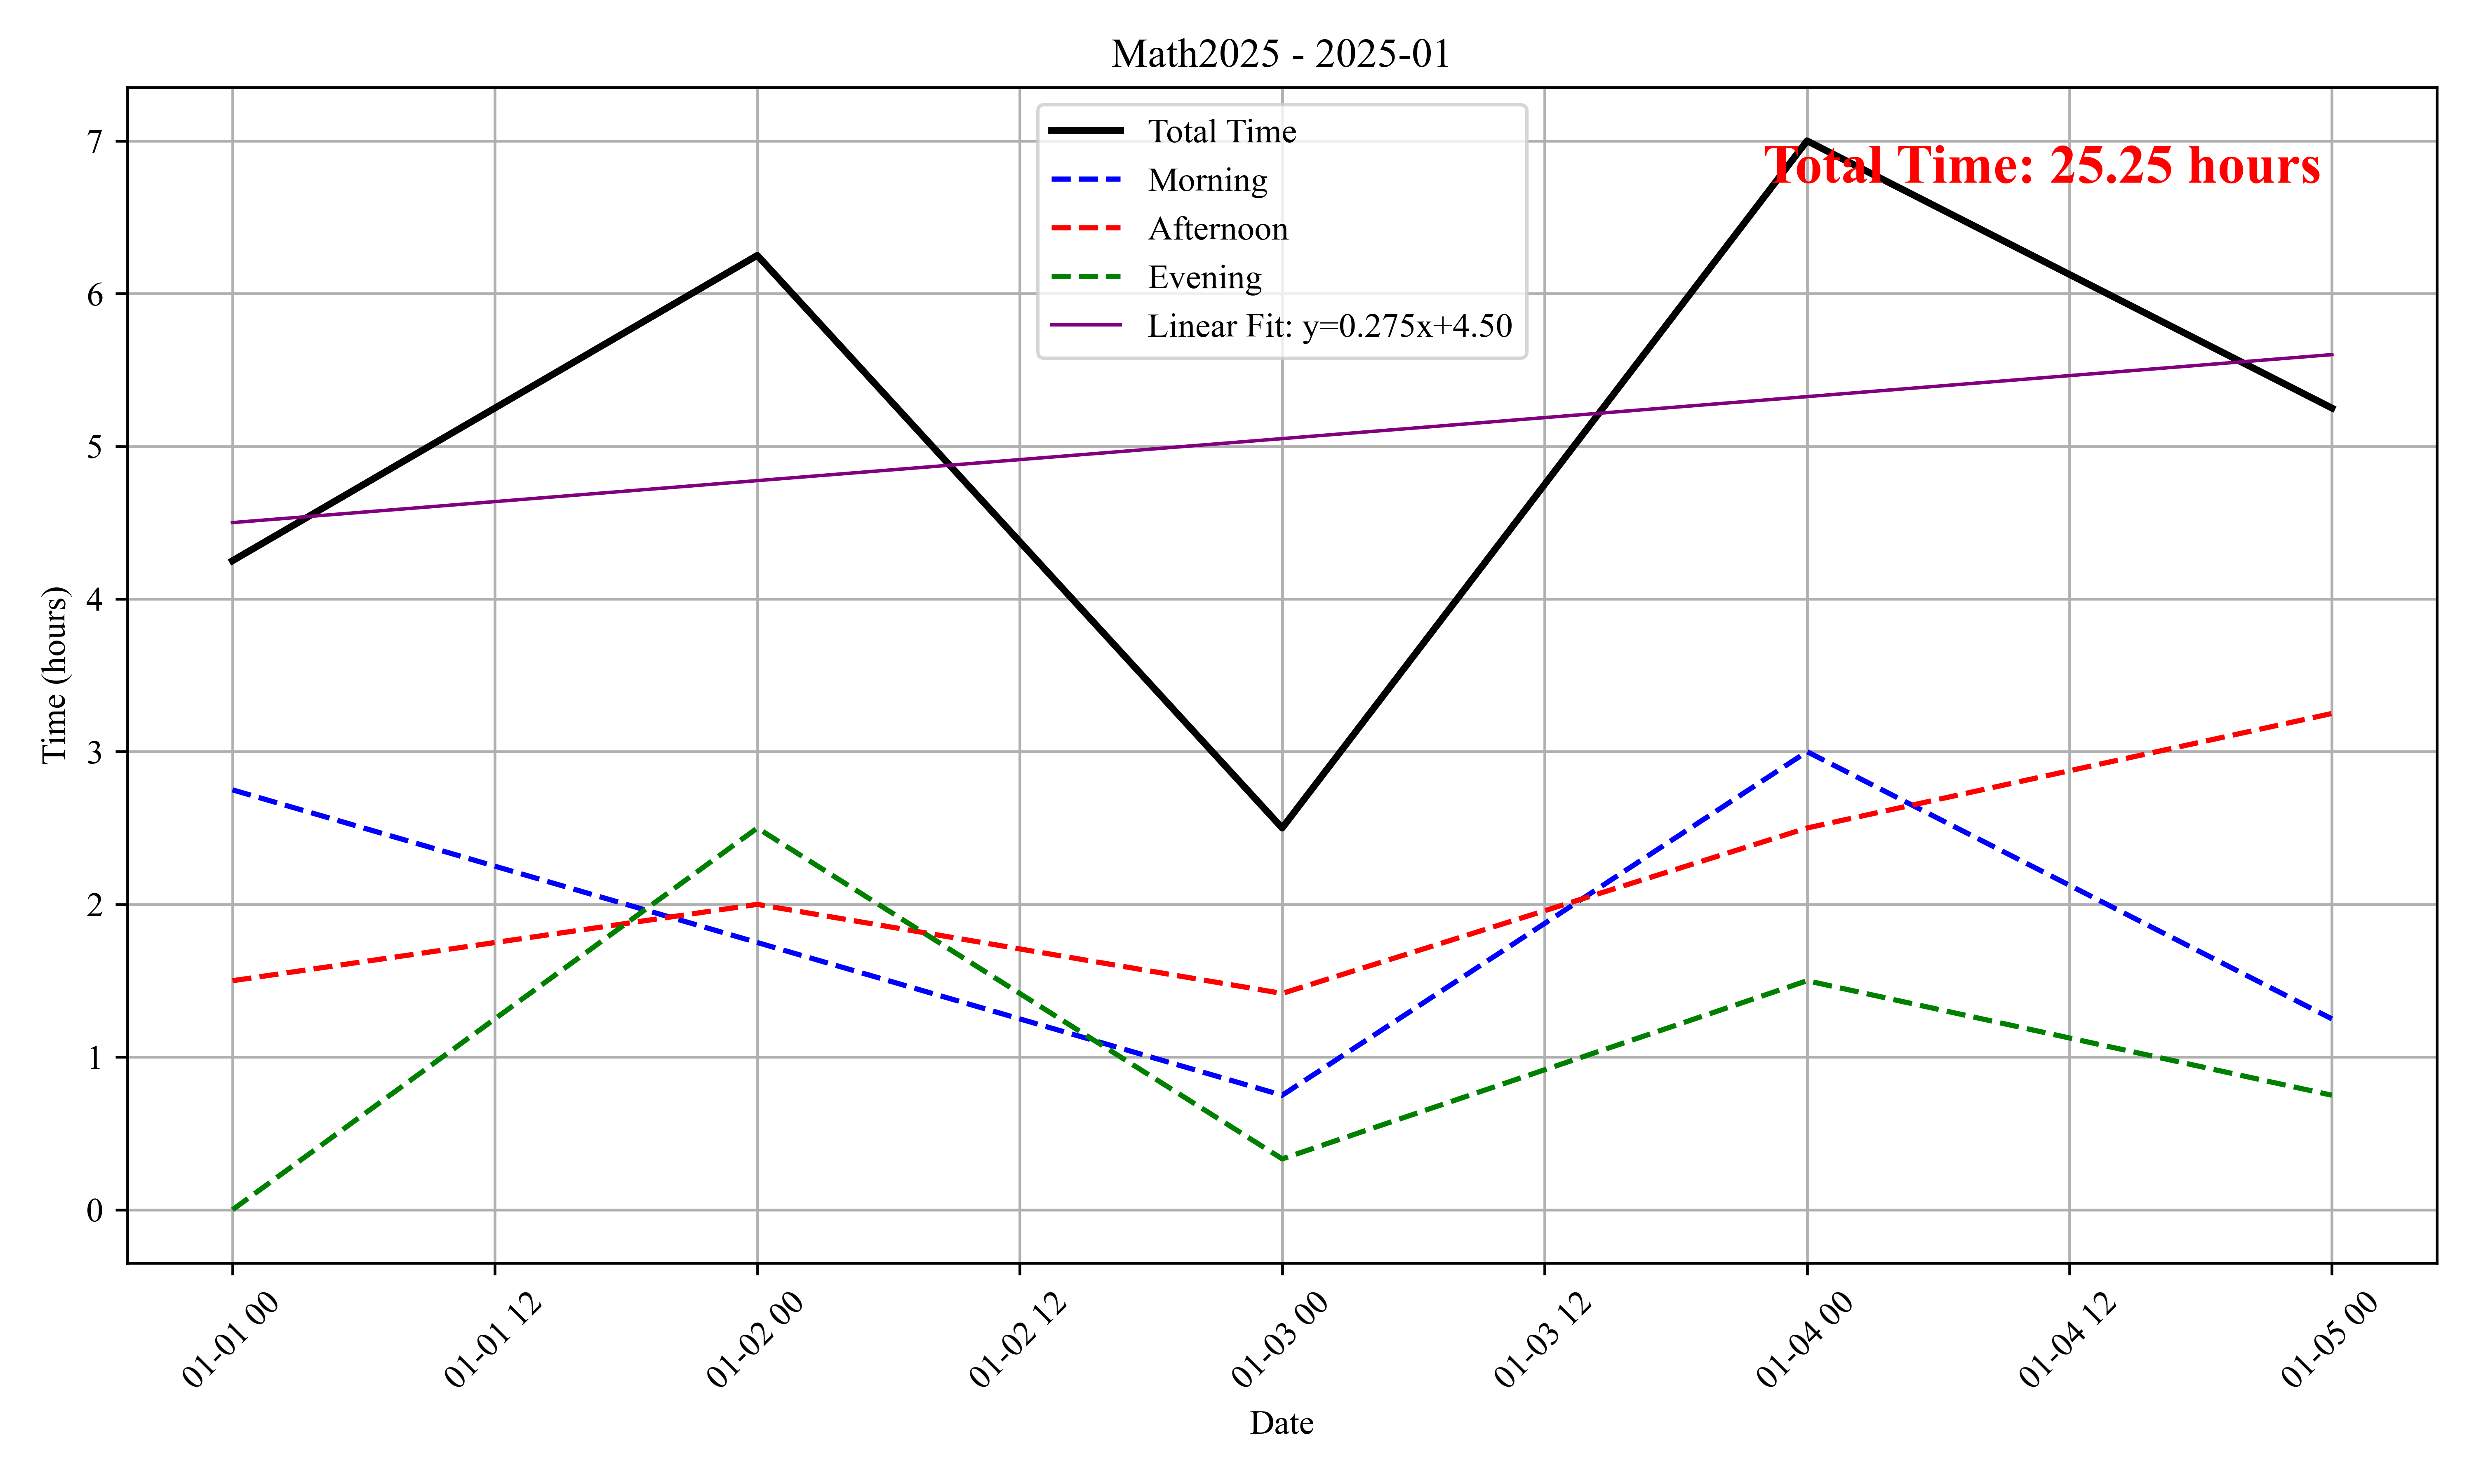 Math2025 - 2025-01
Total Time
Morning
Afternoon
Evening
Linear Fit: y=0.275x+4.50
Total Time: 25.25 hours
Time (hours)
7
6
5
4
3
2
1
0
01-01 00
01-01 12
01-02 00
01-02 12
01-03 00
01-03 12
01-04 00
01-04 12
01-05 00
Date